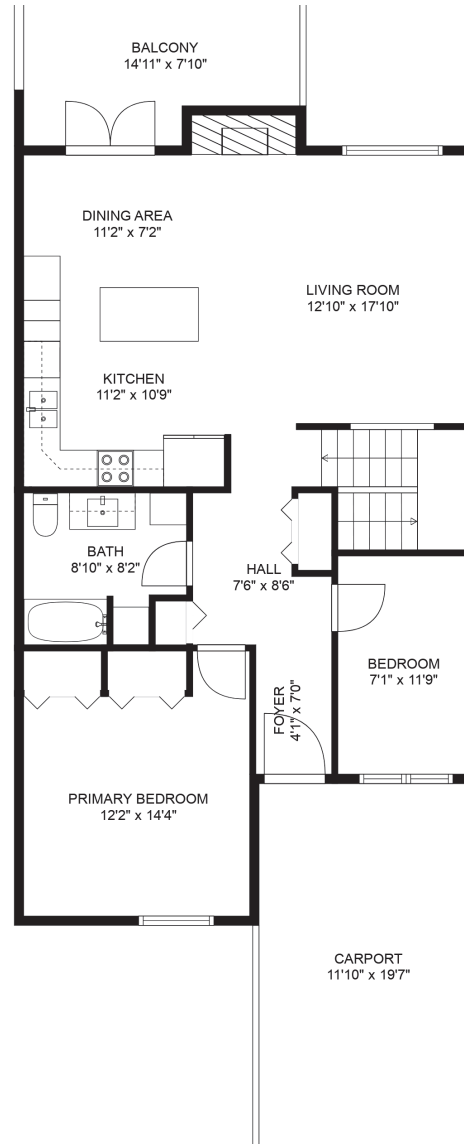 BALCONY
14'11" x 7'10"
DINING AREA
11'2" x 7'2"
LIVING ROOM
12'10" x 17'10"
KITCHEN
11'2" x 10'9"
BATH
8'10" x 8'2"
HALL
7'6" x 8'6"
BEDROOM
7'1" x 11'9"
FOYER
4'1" x 7'0"
PRIMARY BEDROOM
12'2" x 14'4"
CARPORT
11'10" x 19'7"